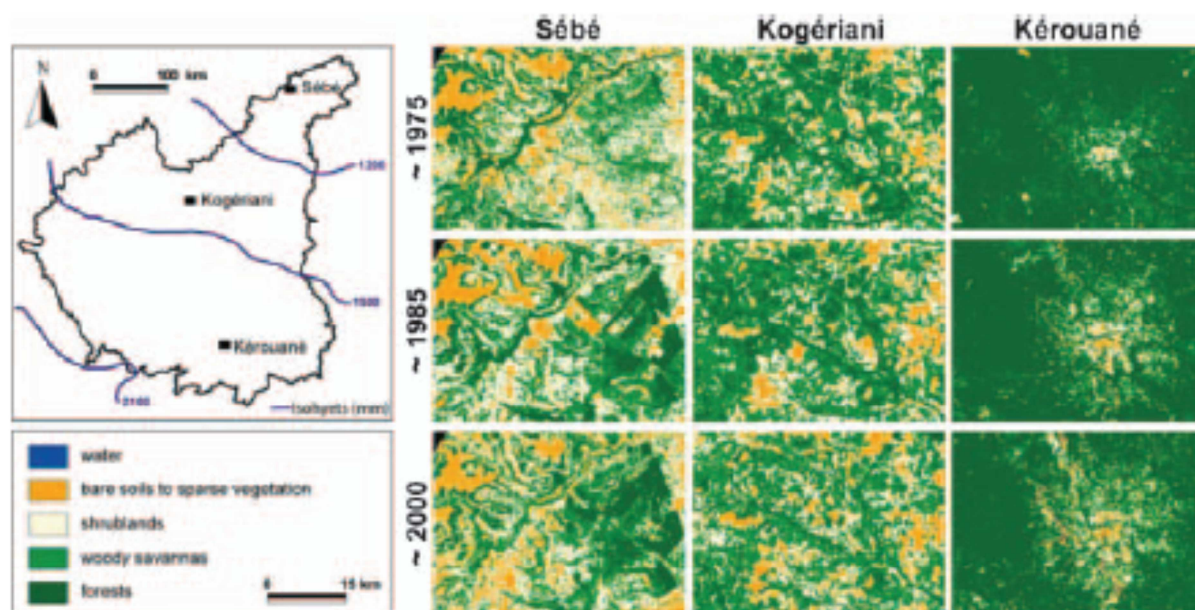 Sébé Kogériani Kérouané
N
0 100 km
Sébé
Kogériani
Kérouané
1500
2100
Isohyets (mm)
~ 1975
~ 1985
~ 2000
water
bare soils to sparse vegetation
shrublands
woody savannas
forests
0 15 km